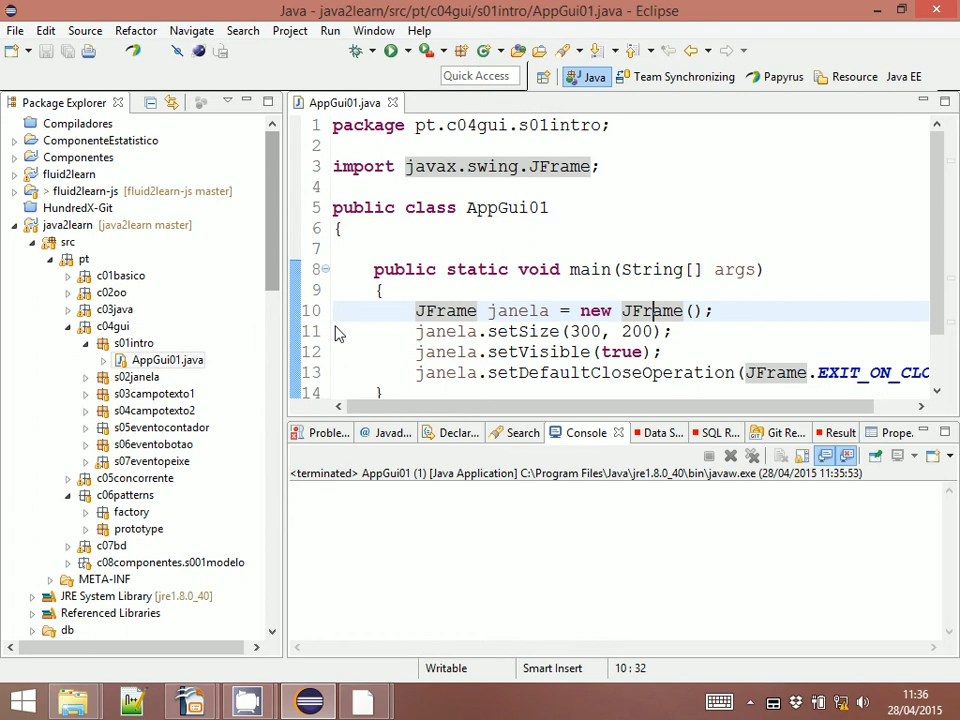 Java - java2learn/src/pt/c04gui/s01intro/AppGui01.java - Eclipse
File Edit Source Refactor Navigate Search Project Run Window Help
Quick Access Java Team Synchronizing Papyrus Resource Java EE
Package Explorer
Compiladores
ComponenteEstatistico
Componentes
fluid2learn
> fluid2learn-js [fluid2learn-js master]
HundredX-Git
java2learn [java2learn master]
src
pt
c01basico
c02oo
c03java
c04gui
s01intro
AppGui01.java
s02janela
s03campotexto1
s04campotexto2
s05eventocontador
s06eventobotao
s07eventopeixe
c05concorrente
c06patterns
factory
prototype
c07bd
c08componentes.s001modelo
META-INF
JRE System Library [jre1.8.0_40]
Referenced Libraries
db
AppGui01.java
1 package pt.c04gui.s01intro;
2
3 import javax.swing.JFrame;
4
5 public class AppGui01
6 {
7
8 public static void main(String[] args)
9 {
10 JFrame janela = new JFrame();
11 janela.setSize(300, 200);
12 janela.setVisible(true);
13 janela.setDefaultCloseOperation(JFrame.EXIT_ON_CLO
14 }
Proble... Javad... Declar... Search Console Data S... SQL R... Git Re... Result Prope.
<terminated> AppGui01 (1) [Java Application] C:\Program Files\Java\jre1.8.0_40\bin\javaw.exe (28/04/2015 11:35:53)
Writable Smart Insert 10 : 32
11:36
28/04/2015